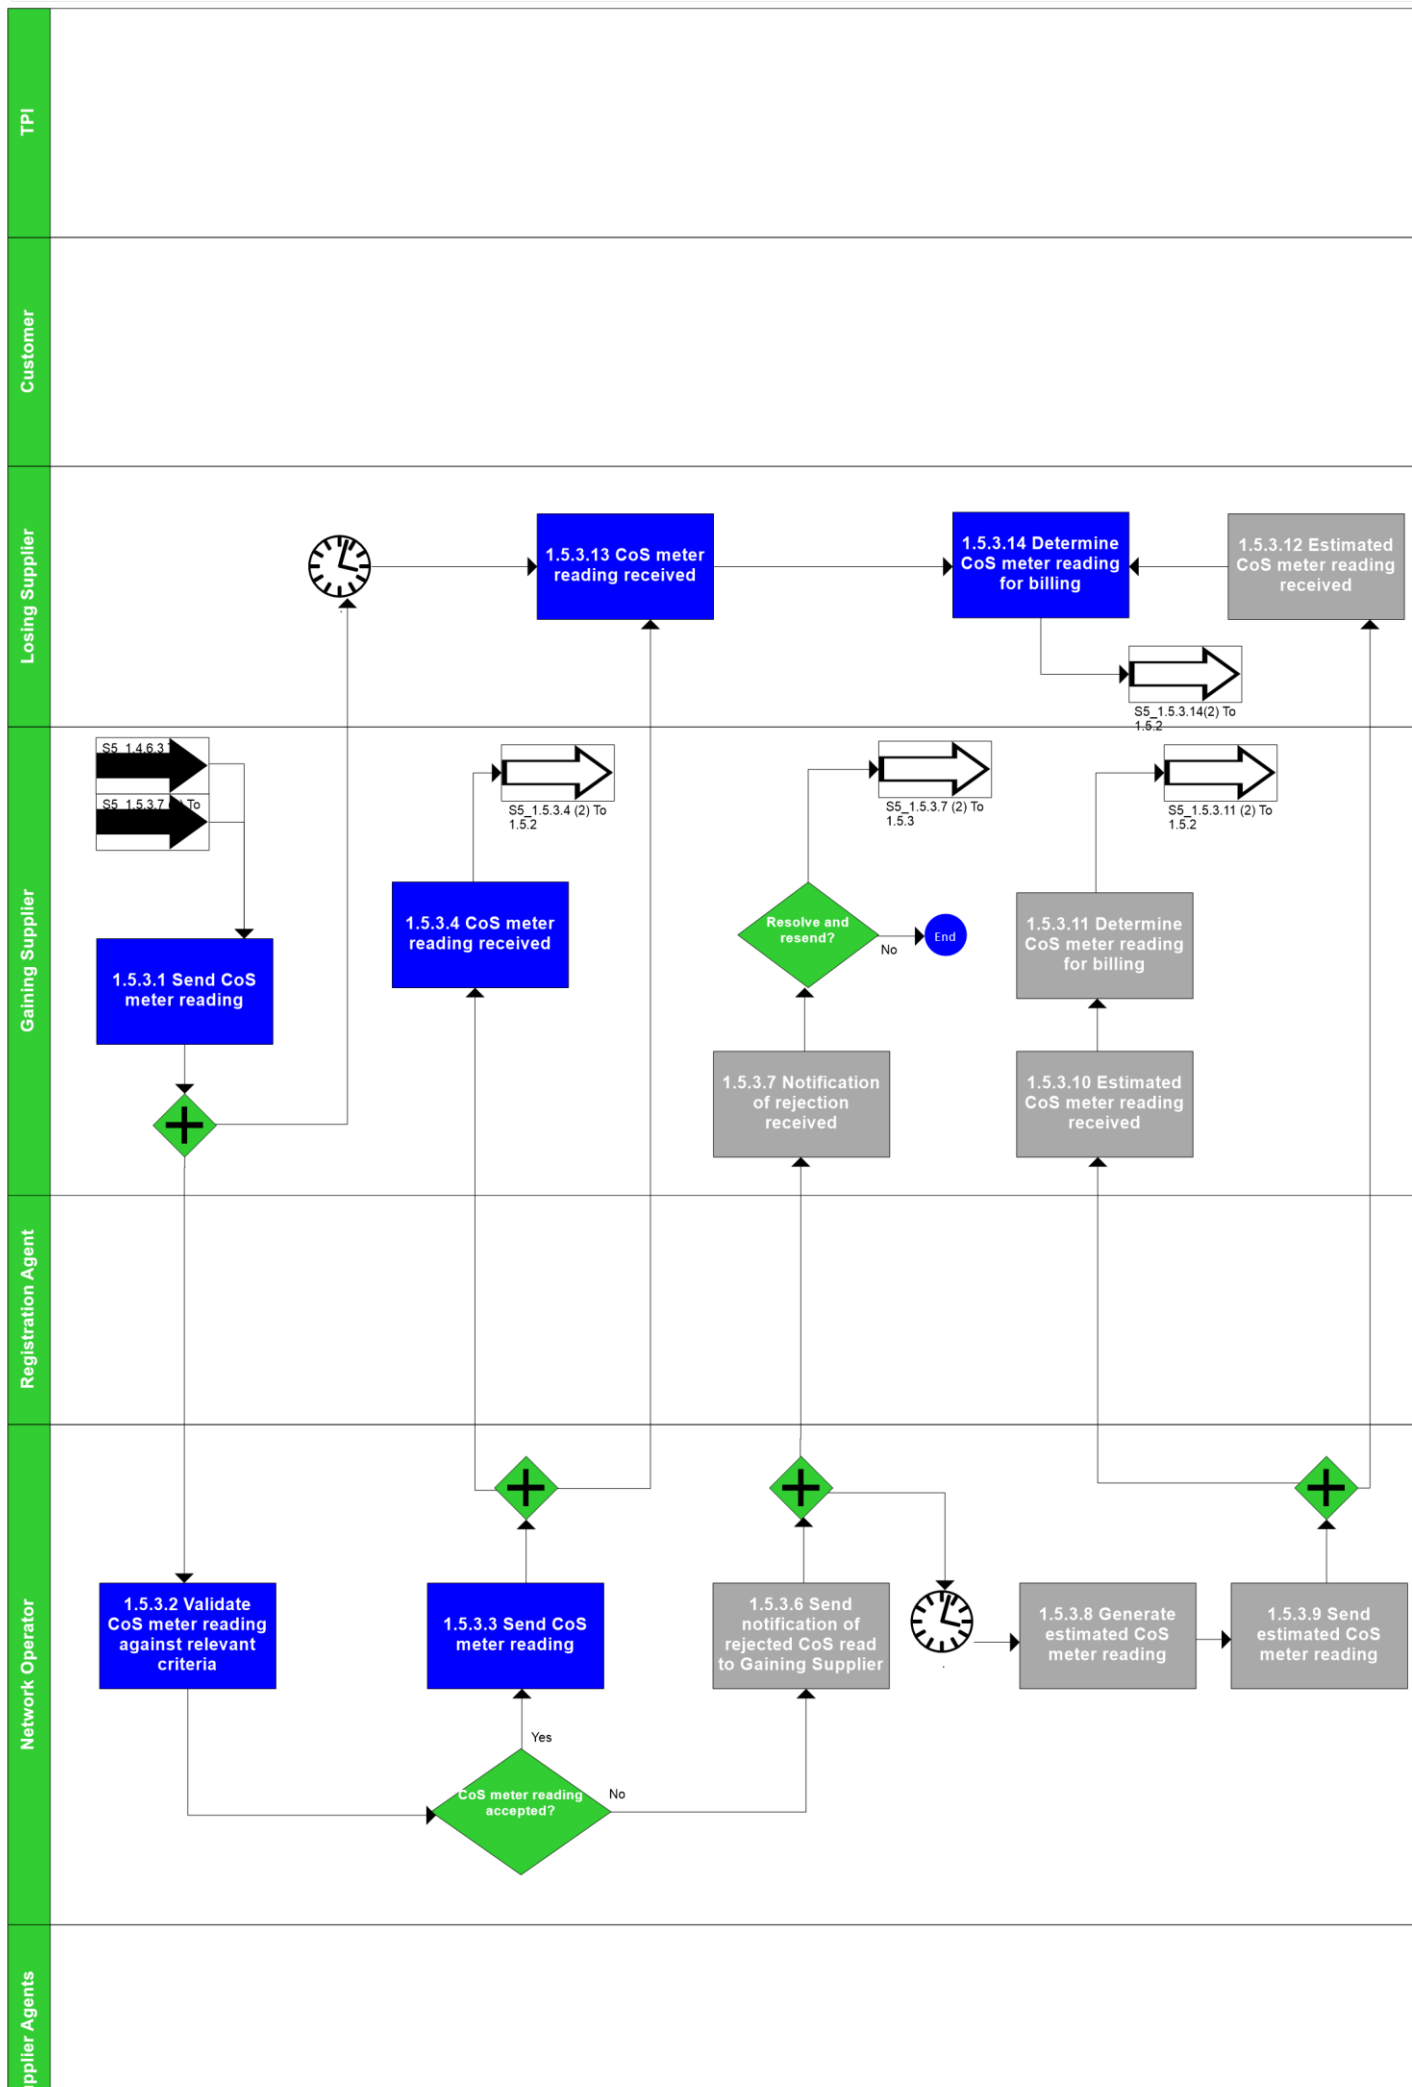 TPI
Customer
Losing Supplier
1.5.3.13 CoS meter
reading received
1.5.3.14 Determine
CoS meter reading
for billing
1.5.3.12 Estimated
CoS meter reading
received
S5_1.5.3.14(2) To
1.5.2
Gaining Supplier
S5_1.4.6.3
S5_1.5.3.7 To
S5_1.5.3.4 (2) To
1.5.2
S5_1.5.3.7 (2) To
1.5.3
S5_1.5.3.11 (2) To
1.5.2
1.5.3.1 Send CoS
meter reading
1.5.3.4 CoS meter
reading received
Resolve and
resend?
No
End
1.5.3.11 Determine
CoS meter reading
for billing
1.5.3.7 Notification
of rejection
received
1.5.3.10 Estimated
CoS meter reading
received
Registration Agent
Network Operator
1.5.3.2 Validate
CoS meter reading
against relevant
criteria
1.5.3.3 Send CoS
meter reading
1.5.3.6 Send
notification of
rejected CoS read
to Gaining Supplier
1.5.3.8 Generate
estimated CoS
meter reading
1.5.3.9 Send
estimated CoS
meter reading
Yes
CoS meter reading
accepted?
No
pplier Agents